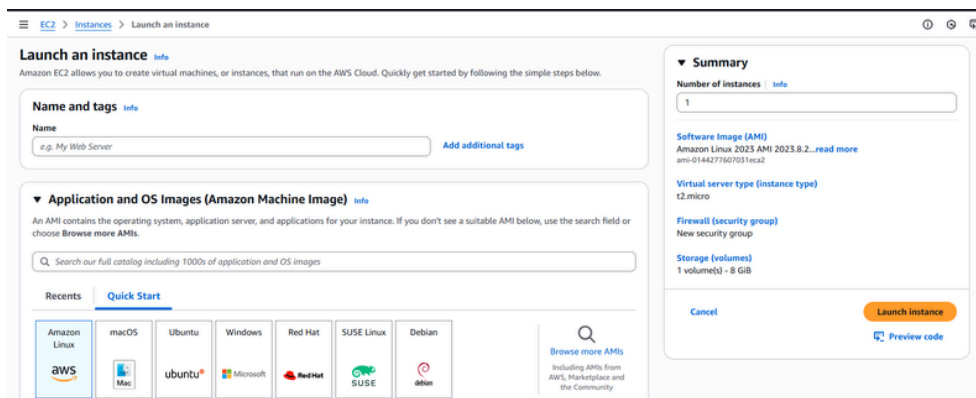 EC2 > Instances > Launch an instance
Launch an instance Info
Amazon EC2 allows you to create virtual machines, or instances, that run on the AWS Cloud. Quickly get started by following the simple steps below.
Name and tags Info
Name
e.g. My Web Server
Add additional tags
Application and OS Images (Amazon Machine Image) Info
An AMI contains the operating system, application server, and applications for your instance. If you don't see a suitable AMI below, use the search field or
choose Browse more AMIs.
Search our full catalog including 1000s of application and OS images
Recents Quick Start
Amazon
Linux
aws
macOS
Mac
Ubuntu
ubuntu
Windows
Microsoft
Red Hat
Red Hat
SUSE Linux
SUSE
Debian
debian
Browse more AMIs
Including AMIs from
AWS, Marketplace and
the Community
Summary
Number of instances Info
1
Software Image (AMI)
Amazon Linux 2023 AMI 2023.8.2...read more
ami-0144277607031eca2
Virtual server type (instance type)
t2.micro
Firewall (security group)
New security group
Storage (volumes)
1 volume(s) - 8 GiB
Cancel
Launch instance
Preview code